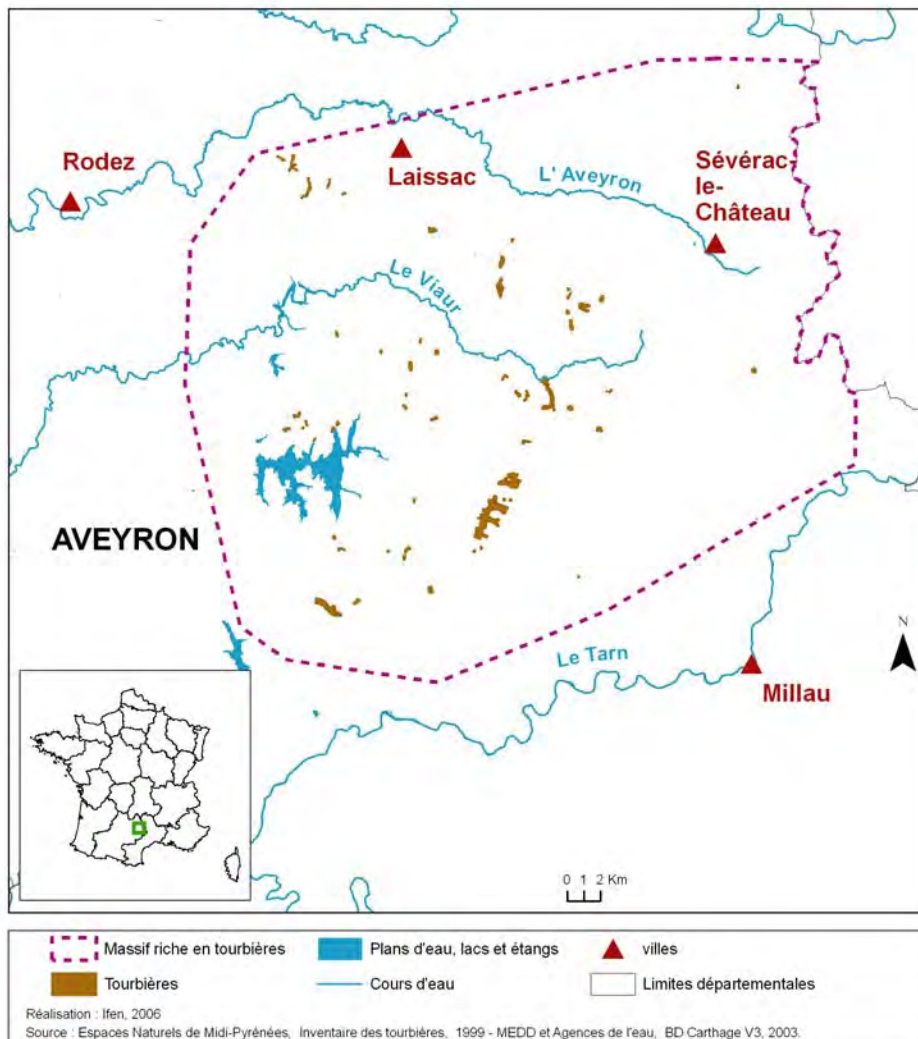 Rodez
Laissac
L' Aveyron
Sévérac-
le-
Château
Le Viaur
AVEYRON
Le Tarn
N
Millau
0 1 2 Km
Massif riche en tourbières
Plans d'eau, lacs et étangs
villes
Tourbières
Cours d'eau
Limites départementales
Réalisation : Ifen, 2006
Source : Espaces Naturels de Midi-Pyrénées, Inventaire des tourbières, 1999 - MEDD et Agences de l'eau, BD Carthage V3, 2003.